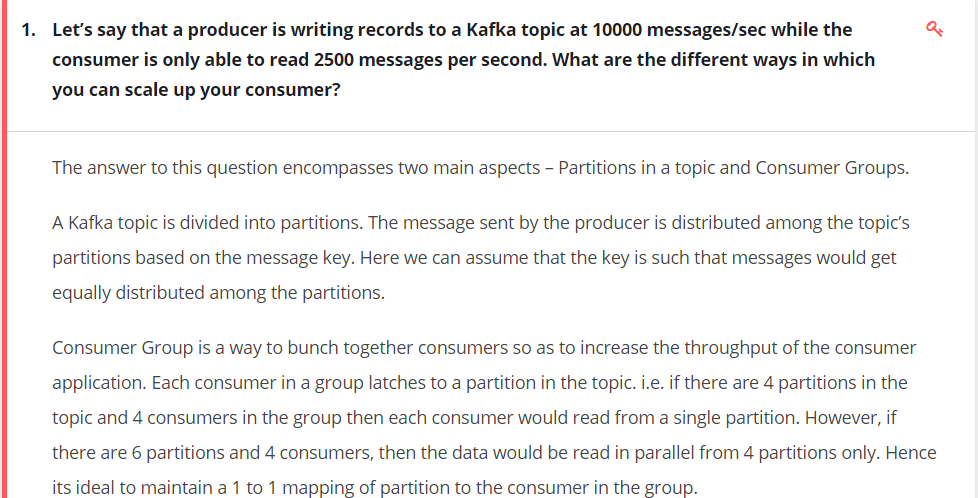 1. Let’s say that a producer is writing records to a Kafka topic at 10000 messages/sec while the
consumer is only able to read 2500 messages per second. What are the different ways in which
you can scale up your consumer?
The answer to this question encompasses two main aspects – Partitions in a topic and Consumer Groups.
A Kafka topic is divided into partitions. The message sent by the producer is distributed among the topic’s
partitions based on the message key. Here we can assume that the key is such that messages would get
equally distributed among the partitions.
Consumer Group is a way to bunch together consumers so as to increase the throughput of the consumer
application. Each consumer in a group latches to a partition in the topic. i.e. if there are 4 partitions in the
topic and 4 consumers in the group then each consumer would read from a single partition. However, if
there are 6 partitions and 4 consumers, then the data would be read in parallel from 4 partitions only. Hence
its ideal to maintain a 1 to 1 mapping of partition to the consumer in the group.